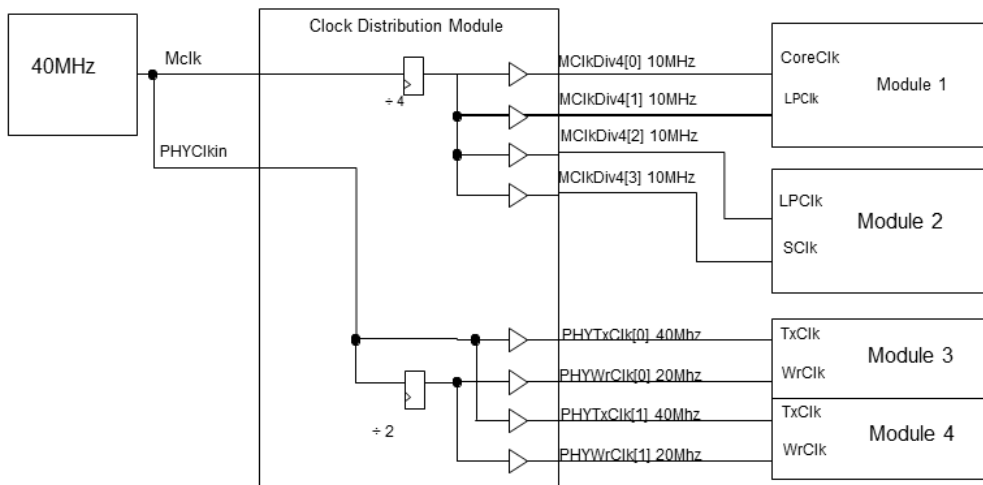 Clock Distribution Module
40MHz
Mclk
÷ 4
PHYClkin
÷ 2
MClkDiv4[0] 10MHz
MClkDiv4[1] 10MHz
MClkDiv4[2] 10MHz
MClkDiv4[3] 10MHz
PHYTxClk[0] 40Mhz
PHYWrClk[0] 20Mhz
PHYTxClk[1] 40Mhz
PHYWrClk[1] 20Mhz
CoreClk
LPClk
Module 1
LPClk
SClk
Module 2
TxClk
WrClk
Module 3
TxClk
WrClk
Module 4